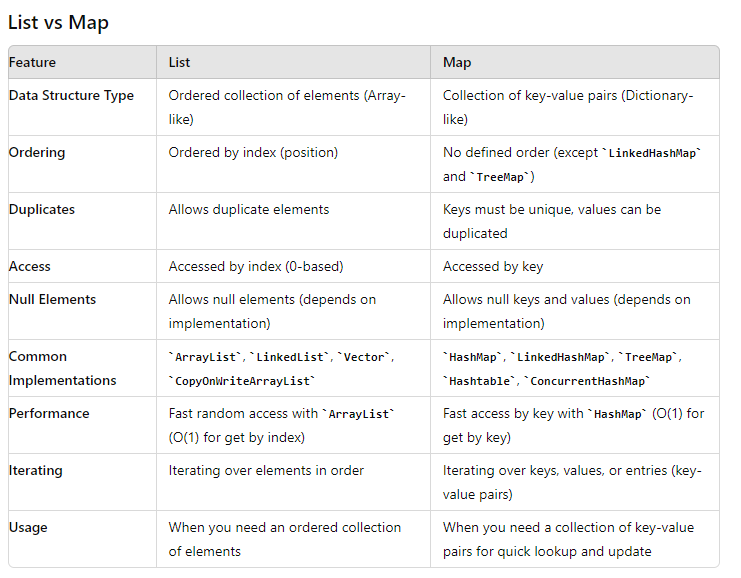 List vs Map
Feature List Map
Data Structure Type Ordered collection of elements (Array- Collection of key-value pairs (Dictionary-
like) like)
Ordering Ordered by index (position) No defined order (except `LinkedHashMap`
and `TreeMap`)
Duplicates Allows duplicate elements Keys must be unique, values can be
duplicated
Access Accessed by index (0-based) Accessed by key
Null Elements Allows null elements (depends on Allows null keys and values (depends on
implementation) implementation)
Common `ArrayList`, `LinkedList`, `Vector`, `HashMap`, `LinkedHashMap`, `TreeMap`,
Implementations `CopyOnWriteArrayList` `Hashtable`, `ConcurrentHashMap`
Performance Fast random access with `ArrayList` Fast access by key with `HashMap` (O(1) for
(O(1) for get by index) get by key)
Iterating Iterating over elements in order Iterating over keys, values, or entries (key-
value pairs)
Usage When you need an ordered collection When you need a collection of key-value
of elements pairs for quick lookup and update